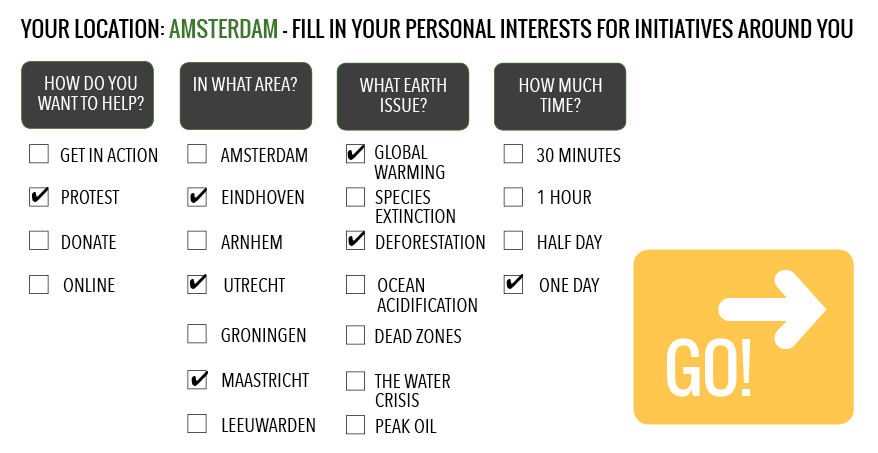 YOUR LOCATION: AMSTERDAM - FILL IN YOUR PERSONAL INTERESTS FOR INITIATIVES AROUND YOU
HOW DO YOU
WANT TO HELP?
GET IN ACTION
PROTEST
DONATE
ONLINE
IN WHAT AREA?
AMSTERDAM
EINDHOVEN
ARNHEM
UTRECHT
GRONINGEN
MAASTRICHT
LEEUWARDEN
WHAT EARTH
ISSUE?
GLOBAL
WARMING
SPECIES
EXTINCTION
DEFORESTATION
OCEAN
ACIDIFICATION
DEAD ZONES
THE WATER
CRISIS
PEAK OIL
HOW MUCH
TIME?
30 MINUTES
1 HOUR
HALF DAY
ONE DAY
GO!